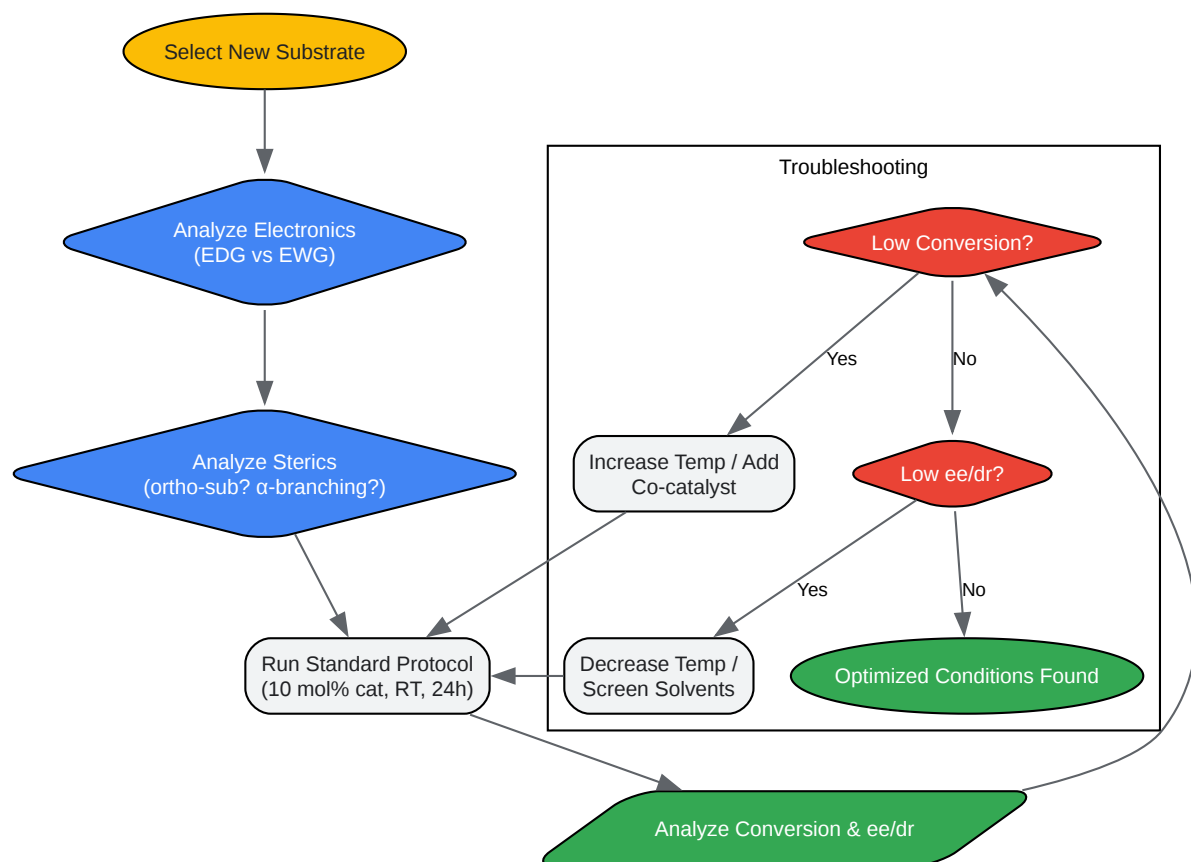 Select New Substrate
Analyze Electronics
(EDG vs EWG)
Analyze Sterics
(ortho-sub? α-branching?)
Troubleshooting
Low Conversion?
Yes
No
Increase Temp / Add
Co-catalyst
Low ee/dr?
Yes
No
Run Standard Protocol
(10 mol% cat, RT, 24h)
Decrease Temp /
Screen Solvents
Optimized Conditions Found
Analyze Conversion & ee/dr